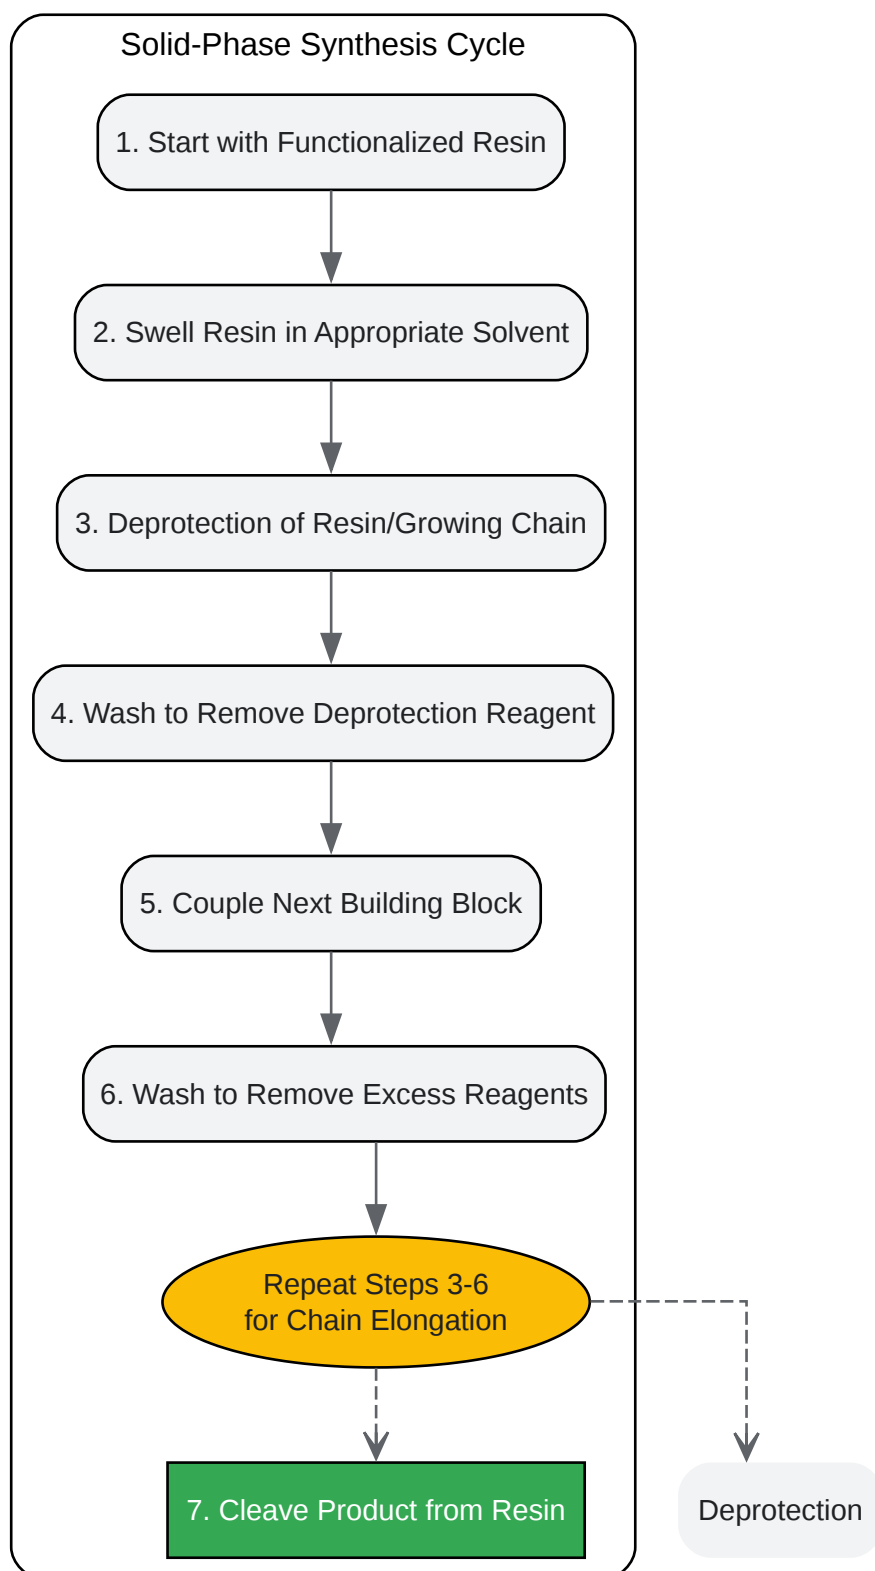 Solid-Phase Synthesis Cycle
1. Start with Functionalized Resin
2. Swell Resin in Appropriate Solvent
3. Deprotection of Resin/Growing Chain
4. Wash to Remove Deprotection Reagent
5. Couple Next Building Block
6. Wash to Remove Excess Reagents
Repeat Steps 3-6
for Chain Elongation
7. Cleave Product from Resin
Deprotection